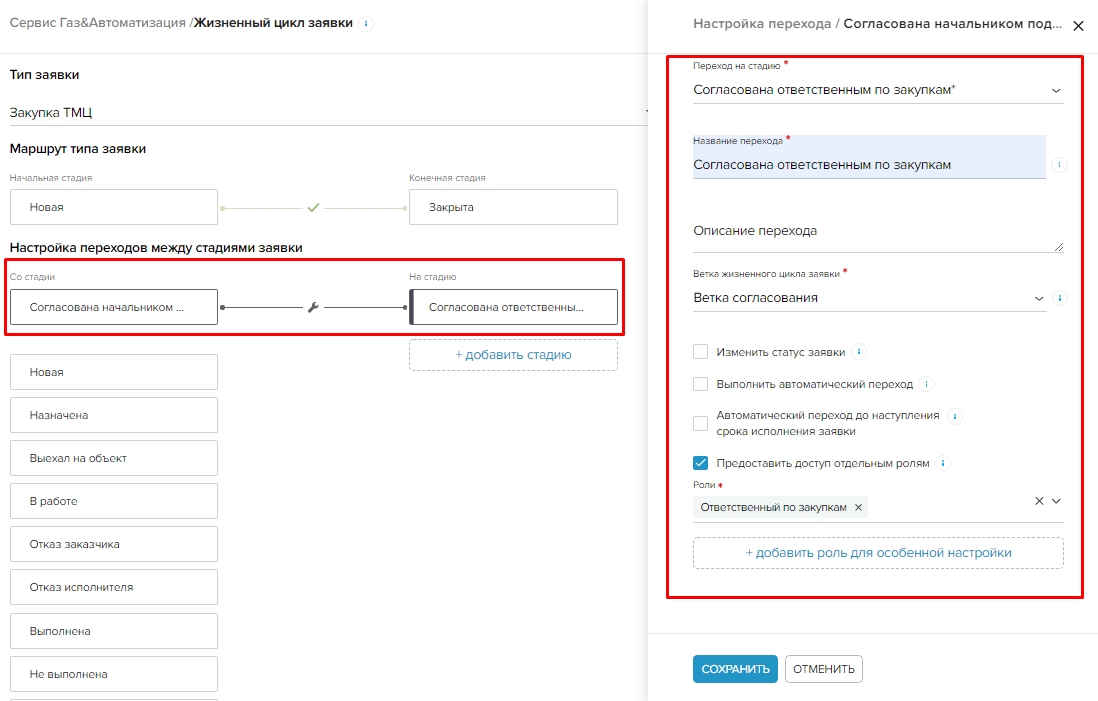 Сервис Газ&Автоматизация /Жизненный цикл заявки
Тип заявки
Закупка ТМЦ
Маршрут типа заявки
Начальная стадия
Конечная стадия
Новая
Закрыта
Настройка переходов между стадиями заявки
Со стадии
На стадию
Согласована начальником ...
Согласована ответственны...
+ добавить стадию
Новая
Назначена
Выехал на объект
В работе
Отказ заказчика
Отказ исполнителя
Выполнена
Не выполнена
Настройка перехода / Согласована начальником под...
Переход на стадию *
Согласована ответственным по закупкам*
Название перехода *
Согласована ответственным по закупкам
Описание перехода
Ветка жизненного цикла заявки *
Ветка согласования
Изменить статус заявки
Выполнить автоматический переход
Автоматический переход до наступления
срока исполнения заявки
Предоставить доступ отдельным ролям
Роли *
Ответственный по закупкам
+ добавить роль для особенной настройки
СОХРАНИТЬ
ОТМЕНИТЬ